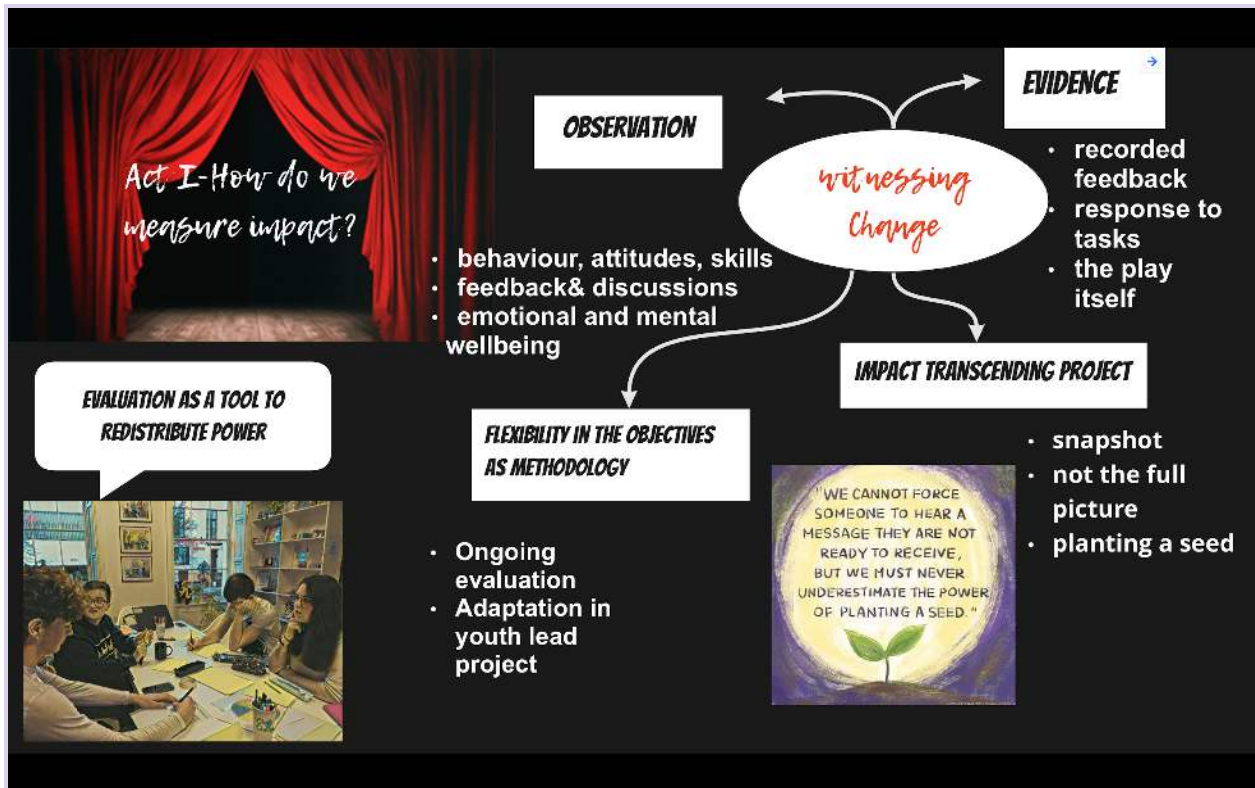 Act I-How do we
measure impact?
OBSERVATION
• behaviour, attitudes, skills
• feedback& discussions
• emotional and mental
wellbeing
witnessing
Change
EVIDENCE
• recorded
feedback
• response to
tasks
• the play
itself
EVALUATION AS A TOOL TO
REDISTRIBUTE POWER
FLEXIBILITY IN THE OBJECTIVES
AS METHODOLOGY
• Ongoing
evaluation
• Adaptation in
youth lead
project
IMPACT TRANSCENDING PROJECT
"WE CANNOT FORCE
SOMEONE TO HEAR A
MESSAGE THEY ARE NOT
READY TO RECEIVE,
BUT WE MUST NEVER
UNDERESTIMATE THE POWER
OF PLANTING A SEED."
• snapshot
• not the full
picture
• planting a seed